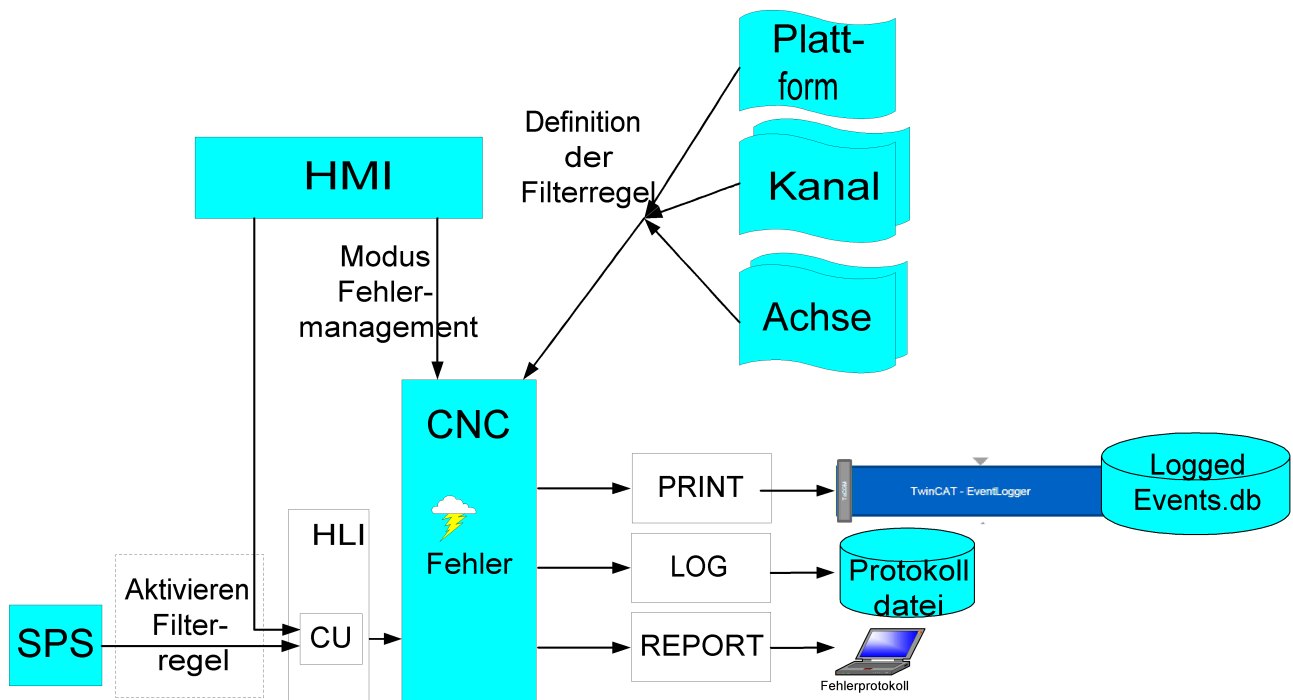 Platt-
form
Definition
der
Filterregel
HMI
Kanal
Modus
Fehler-
management
Achse
CNC
Fehler
PRINT
TwinCAT - EventLogger
Logged
Events.db
HLI
LOG
Protokoll
datei
Aktivieren
Filter-
regel
SPS
CU
REPORT
Fehlerprotokoll